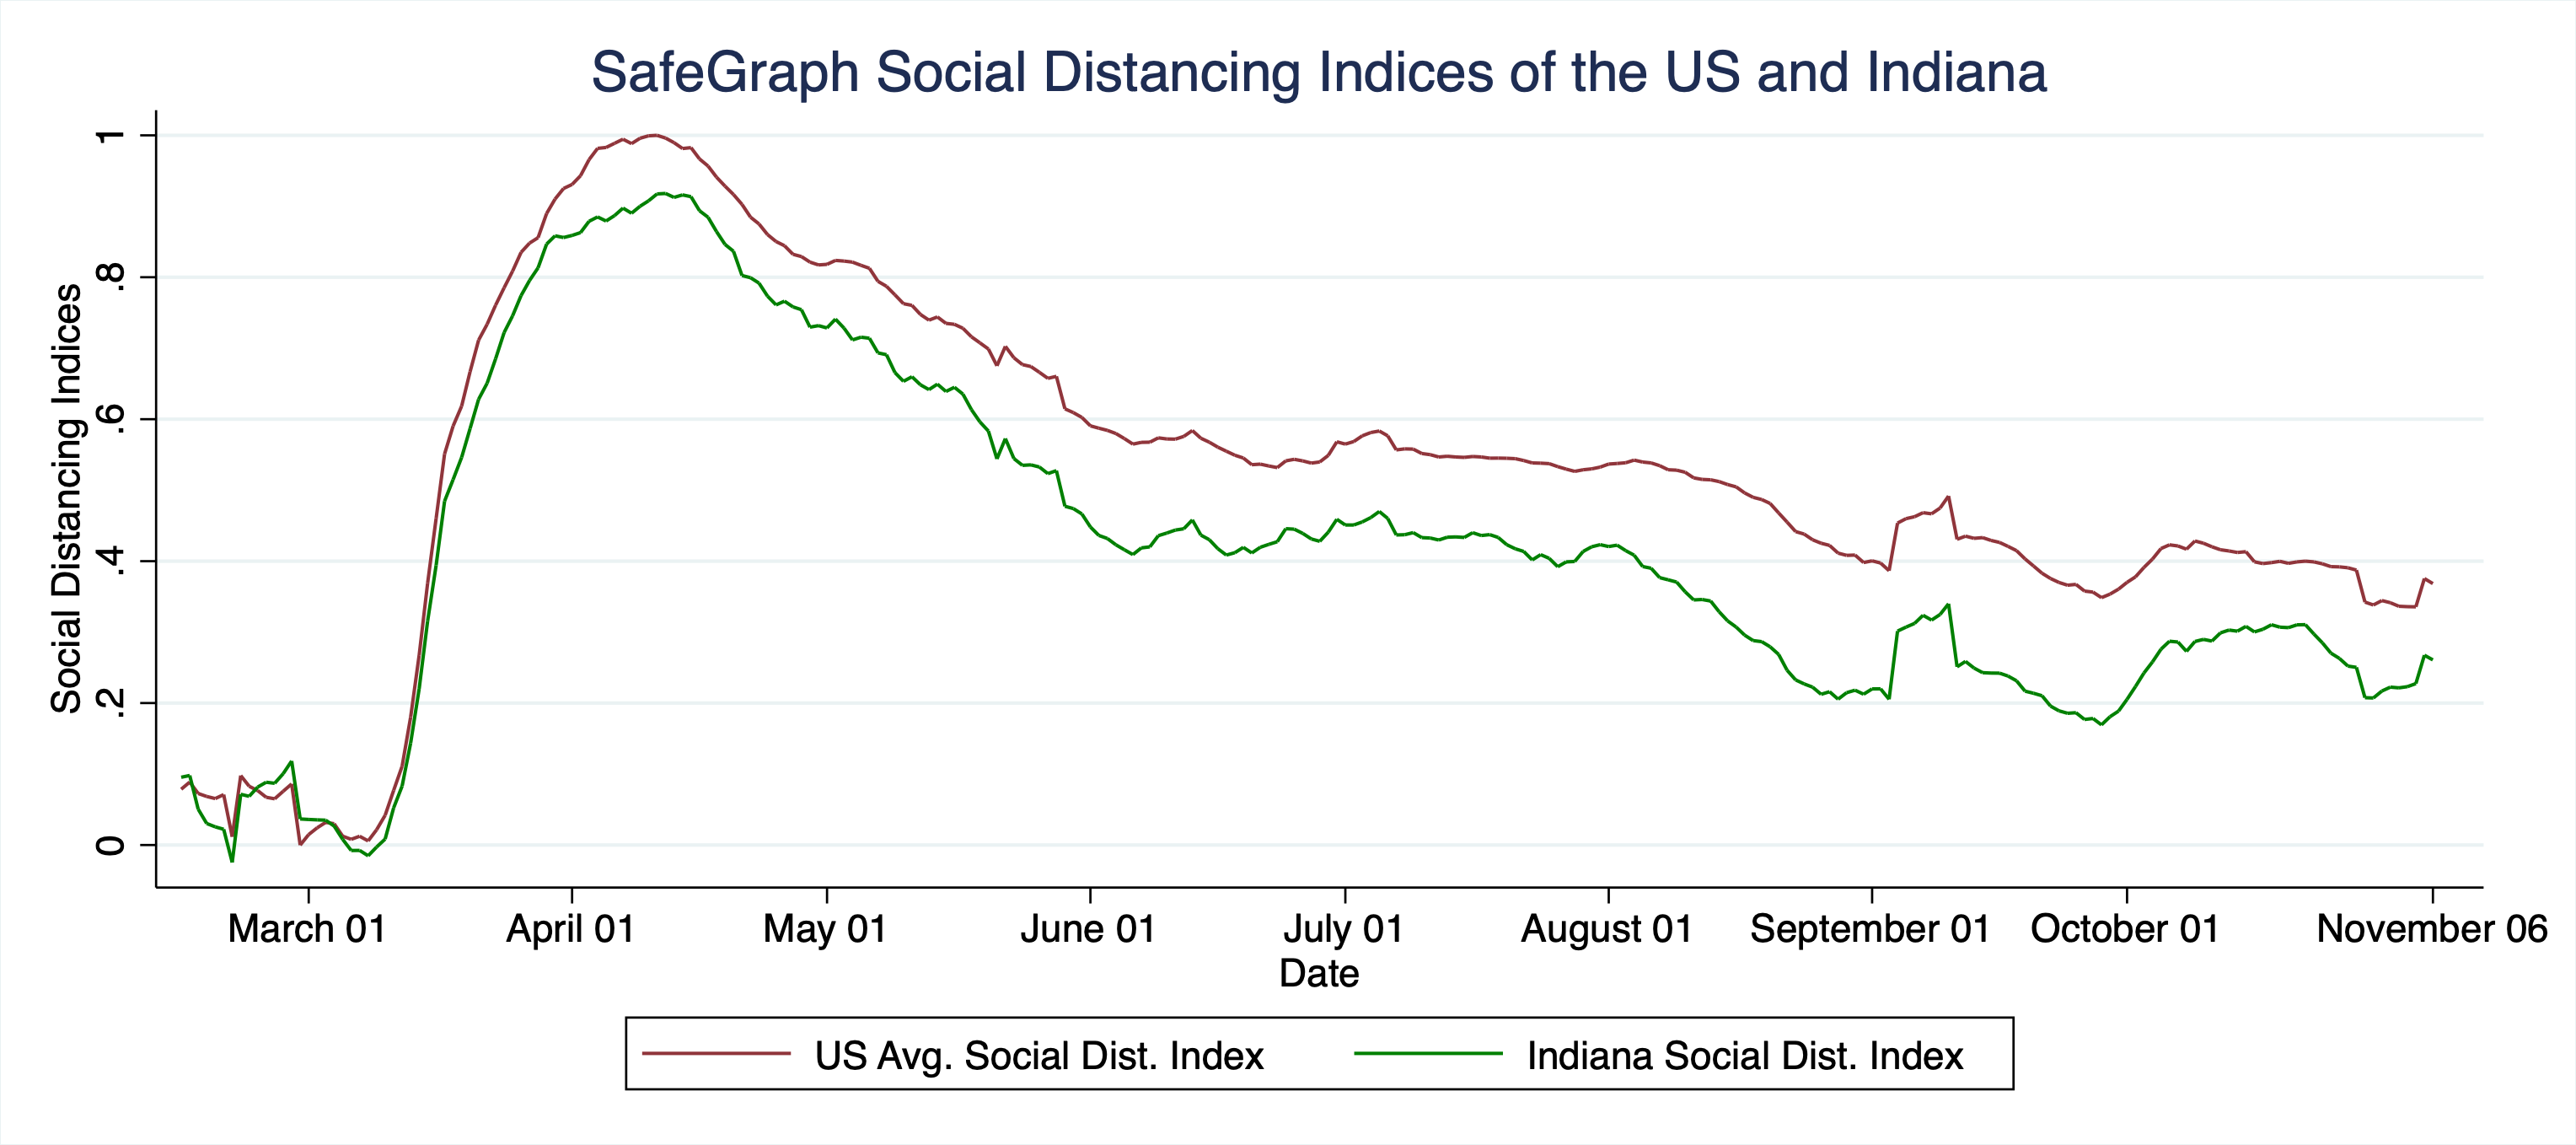 SafeGraph Social Distancing Indices of the US and Indiana
Social Distancing Indices
1
.8
.6
.4
.2
0
March 01 April 01 May 01 June 01 July 01 August 01 September 01 October 01 November 06
Date
US Avg. Social Dist. Index Indiana Social Dist. Index